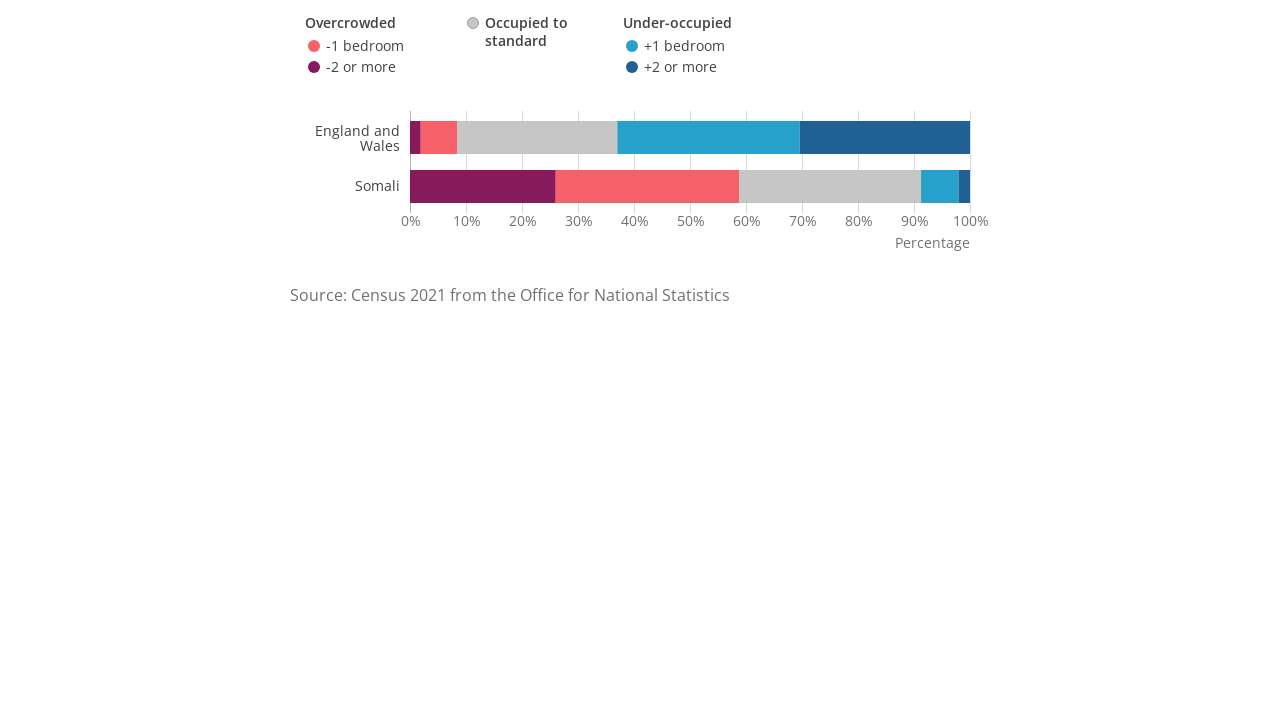 Overcrowded
-1 bedroom
-2 or more
Occupied to
standard
Under-occupied
+1 bedroom
+2 or more
England and
Wales
Somali
0% 10% 20% 30% 40% 50% 60% 70% 80% 90% 100%
Percentage
Source: Census 2021 from the Office for National Statistics